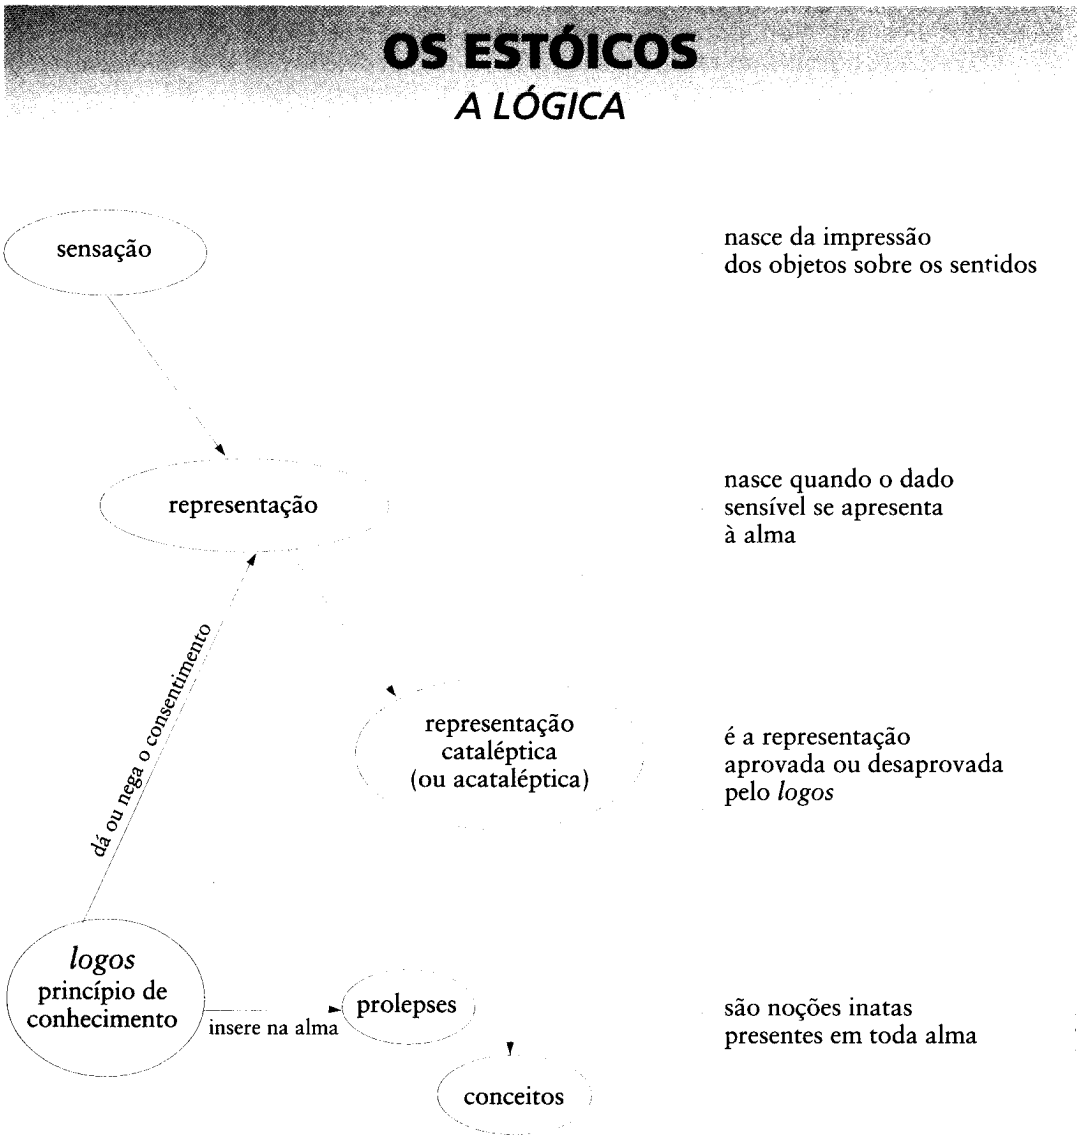 OS ESTÓICOS
A LÓGICA
sensação
nasce da impressão
dos objetos sobre os sentidos
representação
nasce quando o dado
sensível se apresenta
à alma
dá ou nega o consentimento
representação
cataléptica
(ou acataléptica)
é a representação
aprovada ou desaprovada
pelo logos
logos
princípio de
conhecimento
insere na alma
prolepses
são noções inatas
presentes em toda alma
conceitos